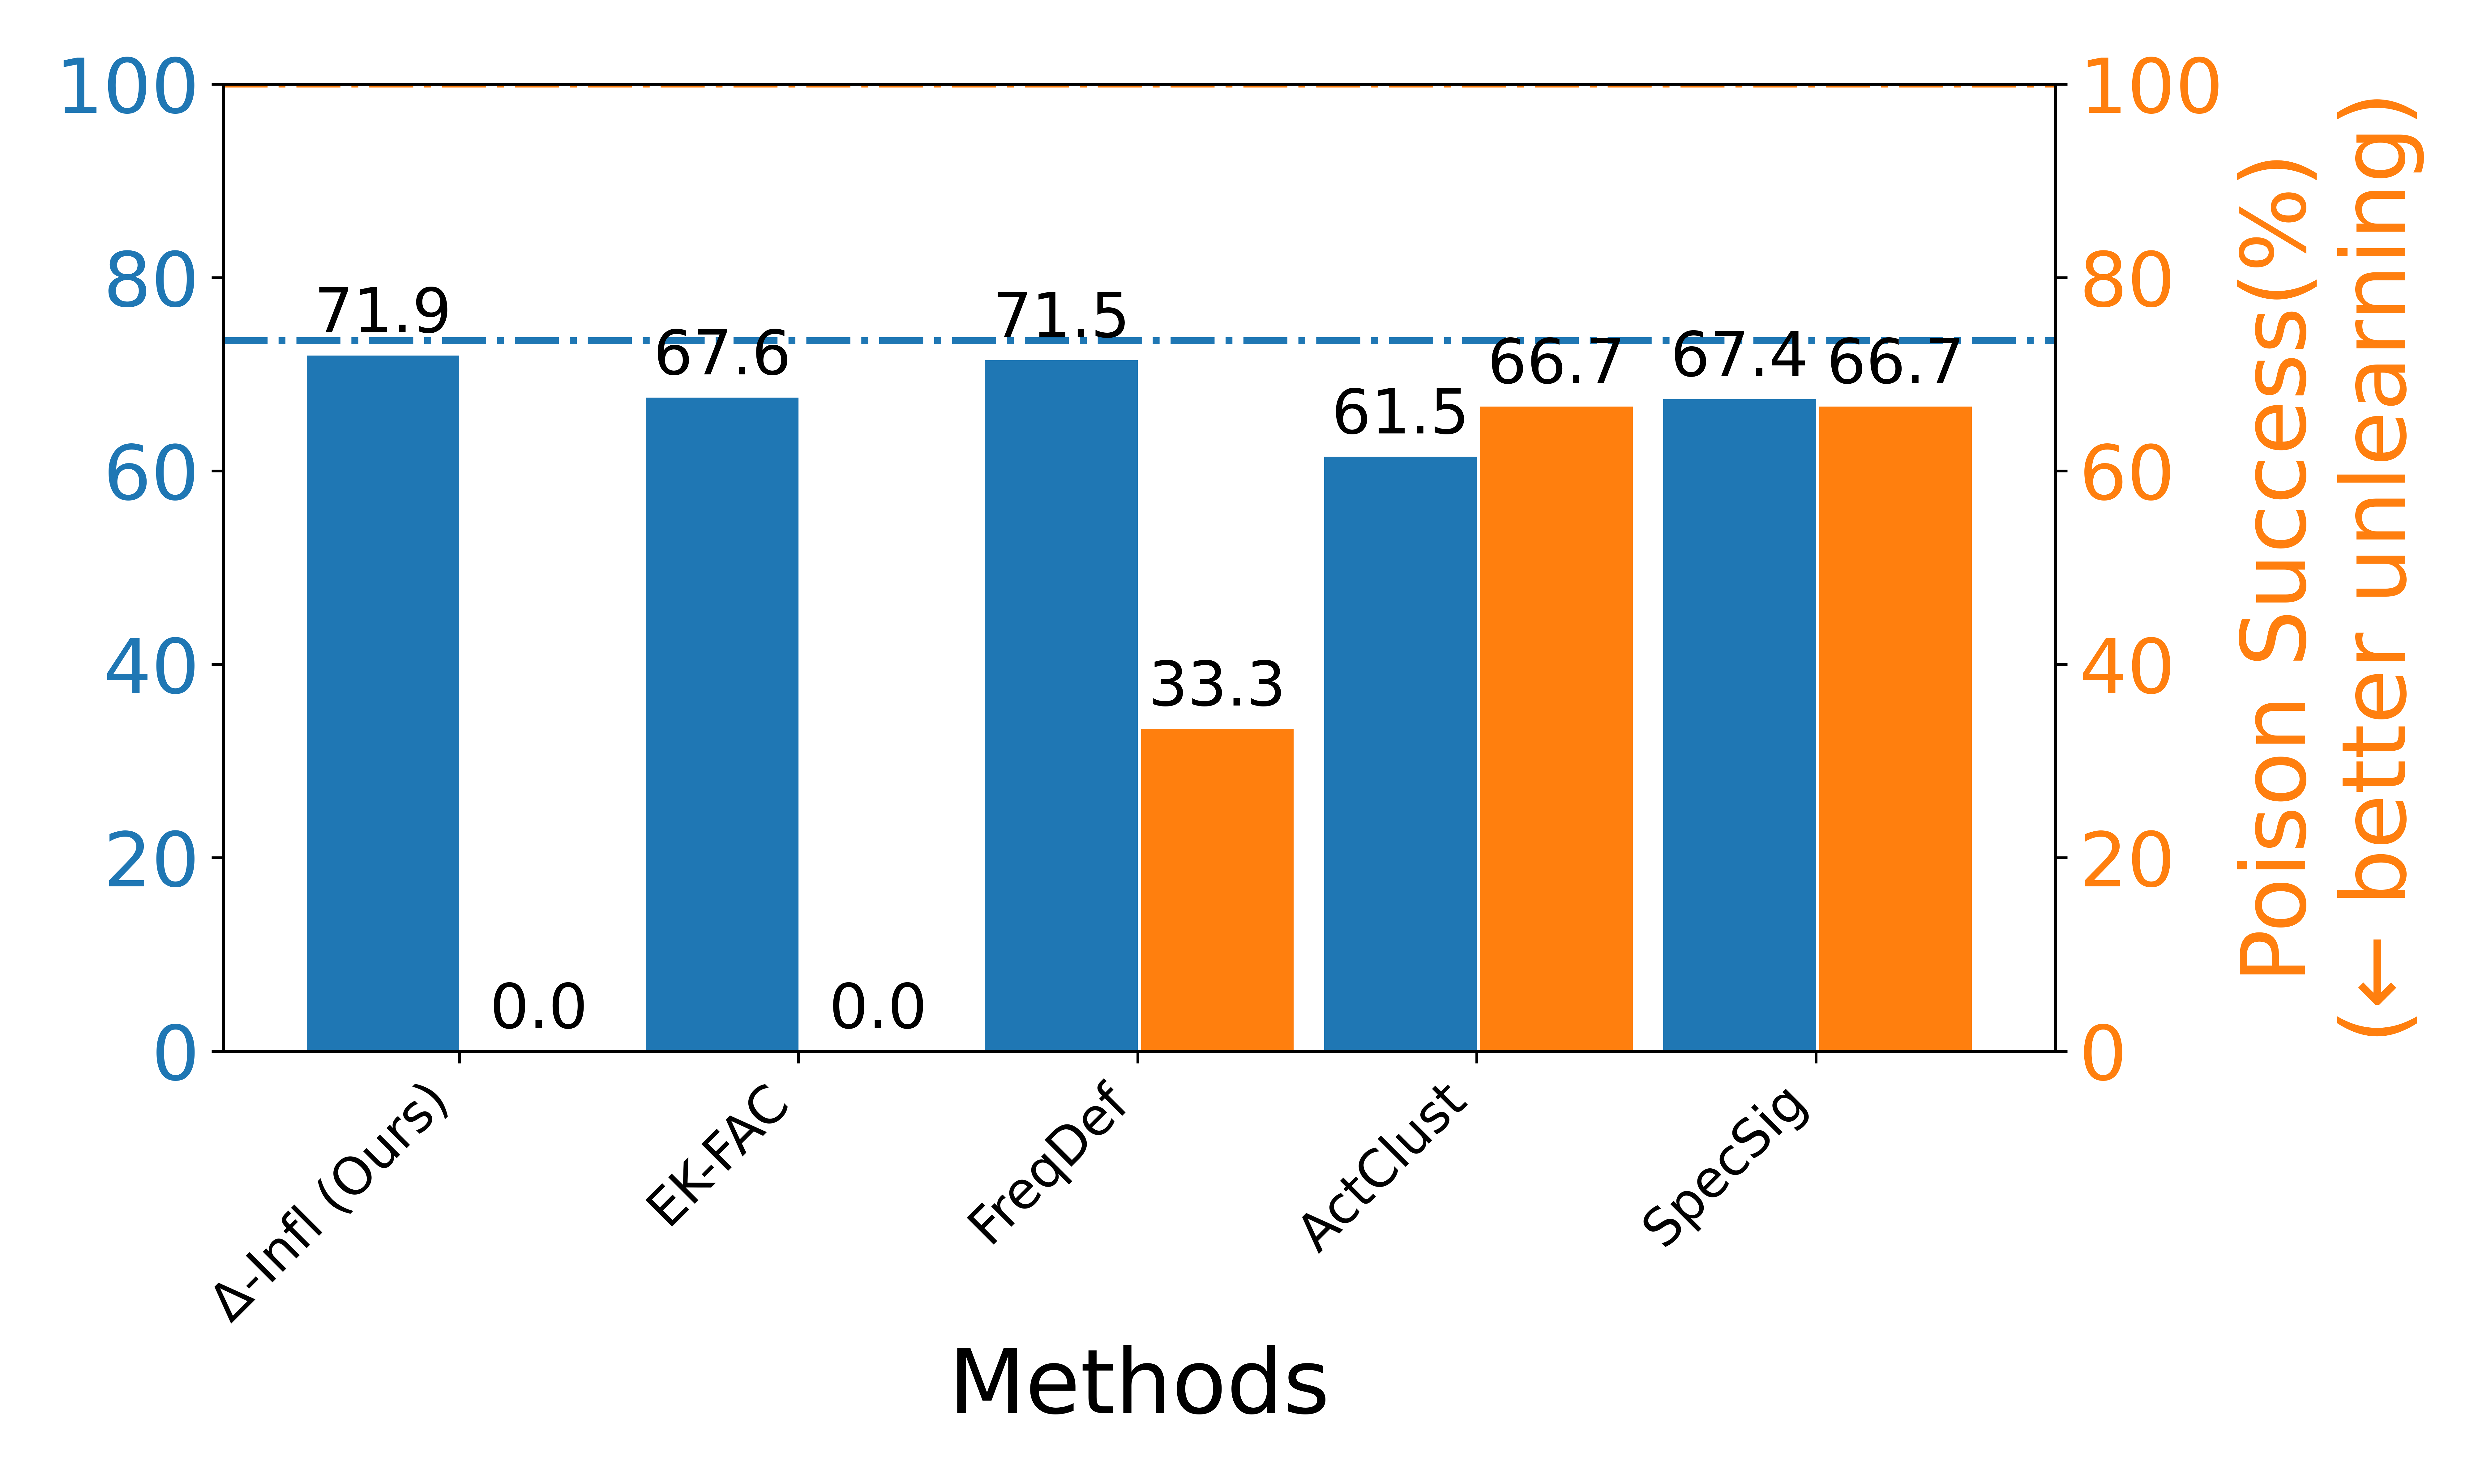 100
80
60
40
20
0
71.9
0.0
67.6
0.0
71.5
33.3
61.5
66.7
67.4
66.7
100
80
60
40
20
0
Poison Success(%)
(← better unlearning)
Δ-Infl (Ours)
EK-FAC
FreqDef
ActClust
SpecSig
Methods